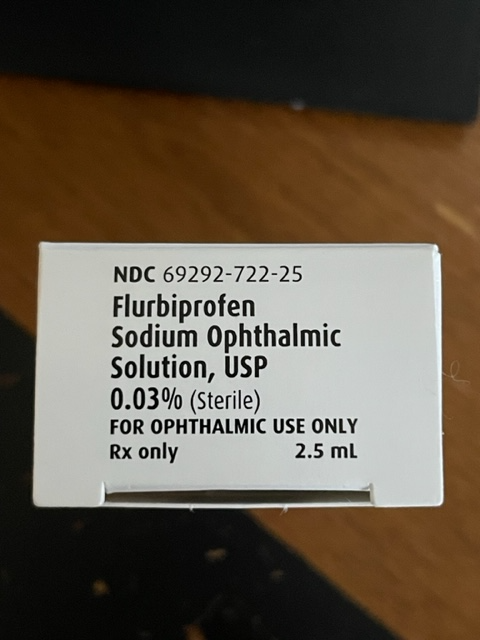 NDC 69292-722-25
Flurbiprofen
Sodium Ophthalmic
Solution, USP
0.03% (Sterile)
FOR OPHTHALMIC USE ONLY
Rx only 2.5 mL